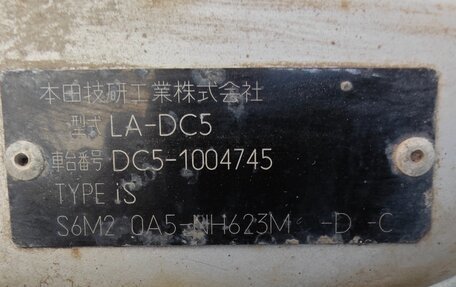 本田技研工業株式会社
型式 LA-DC5
車台番号 DC5-1004745
TYPE iS
S6M2 0A5-NH623M -D -C